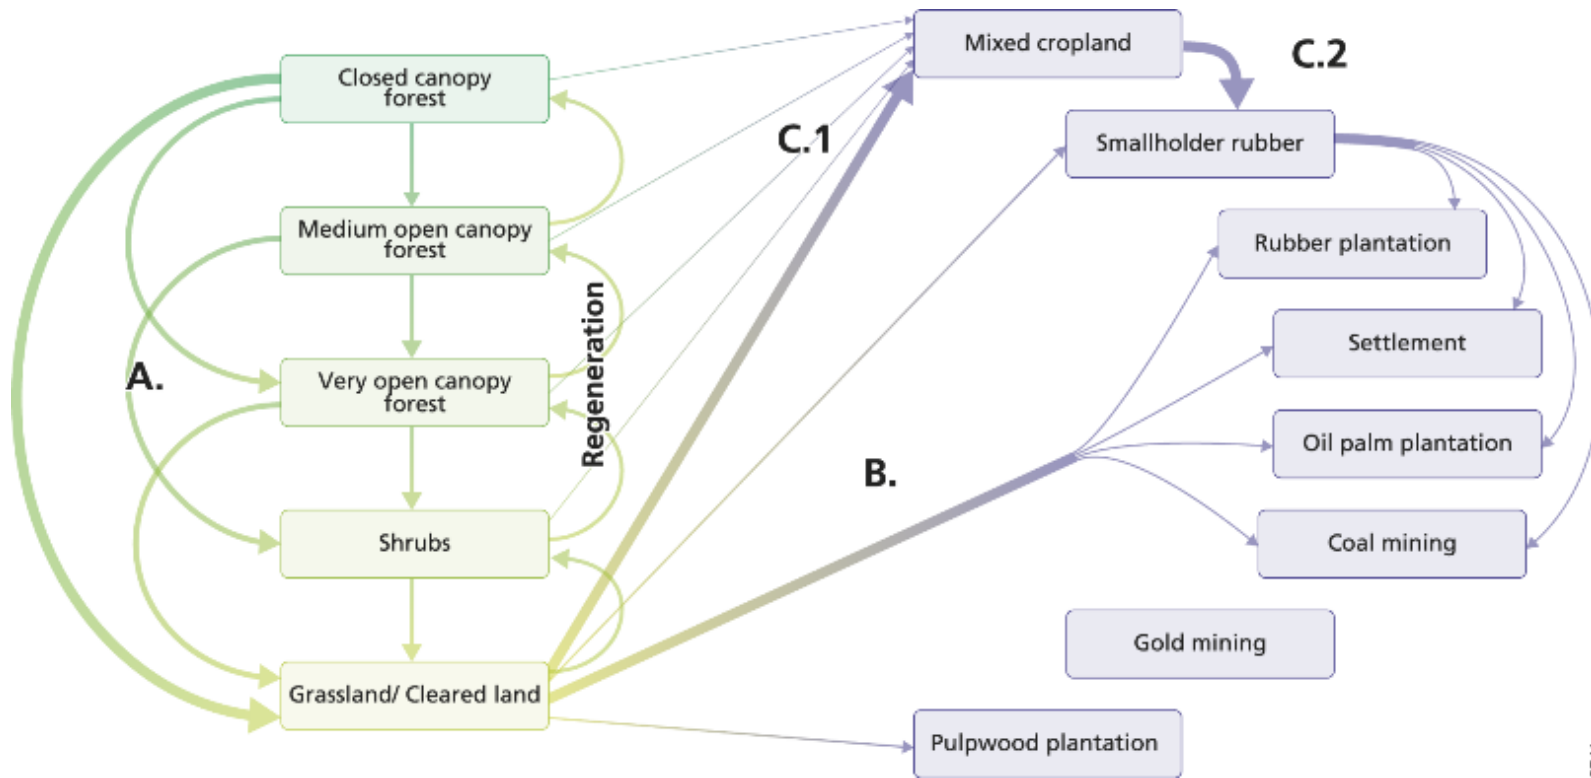 Closed canopy
forest
Medium open canopy
forest
Very open canopy
forest
Shrubs
Grassland/ Cleared land
A.
Regeneration
C.1
B.
Mixed cropland
C.2
Smallholder rubber
Rubber plantation
Settlement
Oil palm plantation
Coal mining
Gold mining
Pulpwood plantation